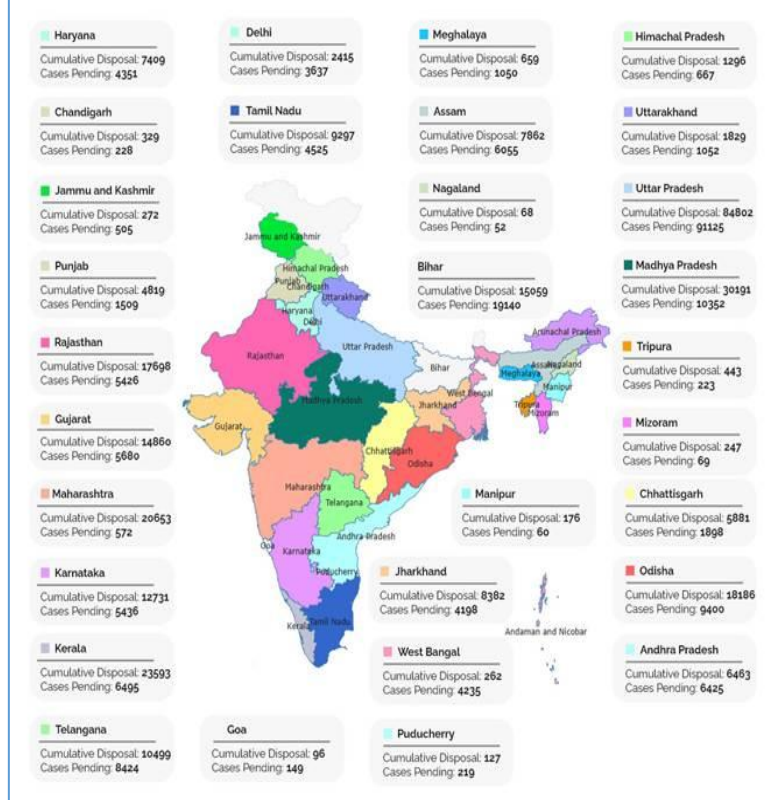 Haryana
Cumulative Disposal: 7409
Cases Pending: 4351
Delhi
Cumulative Disposal: 2415
Cases Pending: 3637
Meghalaya
Cumulative Disposal: 659
Cases Pending: 1050
Himachal Pradesh
Cumulative Disposal: 1296
Cases Pending: 667
Chandigarh
Cumulative Disposal: 329
Cases Pending: 228
Tamil Nadu
Cumulative Disposal: 9297
Cases Pending: 4525
Assam
Cumulative Disposal: 7862
Cases Pending: 6055
Uttarakhand
Cumulative Disposal: 1829
Cases Pending: 1052
Jammu and Kashmir
Cumulative Disposal: 272
Cases Pending: 505
Nagaland
Cumulative Disposal: 68
Cases Pending: 52
Uttar Pradesh
Cumulative Disposal: 84802
Cases Pending: 91125
Punjab
Cumulative Disposal: 4819
Cases Pending: 1509
Bihar
Cumulative Disposal: 15059
Cases Pending: 19140
Madhya Pradesh
Cumulative Disposal: 30191
Cases Pending: 10352
Rajasthan
Cumulative Disposal: 17698
Cases Pending: 5426
Tripura
Cumulative Disposal: 443
Cases Pending: 223
Gujarat
Cumulative Disposal: 14860
Cases Pending: 5680
Mizoram
Cumulative Disposal: 247
Cases Pending: 69
Maharashtra
Cumulative Disposal: 20653
Cases Pending: 572
Manipur
Cumulative Disposal: 176
Cases Pending: 60
Chhattisgarh
Cumulative Disposal: 5881
Cases Pending: 1898
Karnataka
Cumulative Disposal: 12731
Cases Pending: 5436
Jharkhand
Cumulative Disposal: 8382
Cases Pending: 4198
Odisha
Cumulative Disposal: 18186
Cases Pending: 9400
Kerala
Cumulative Disposal: 23593
Cases Pending: 6495
West Bangal
Cumulative Disposal: 262
Cases Pending: 4235
Andhra Pradesh
Cumulative Disposal: 6463
Cases Pending: 6425
Telangana
Cumulative Disposal: 10499
Cases Pending: 8424
Goa
Cumulative Disposal: 96
Cases Pending: 149
Puducherry
Cumulative Disposal: 127
Cases Pending: 219
Jammu and Kashmir
Himachal Pradesh
Punjab
Chandigarh
Uttarakhand
Haryana
Delhi
Rajasthan
Uttar Pradesh
Bihar
Arunachal Pradesh
Assam
Nagaland
Meghalaya
Manipur
Tripura
Mizoram
Gujarat
Madhya Pradesh
Jharkhand
West Bengal
Chhattisgarh
Odisha
Maharashtra
Telangana
Andhra Pradesh
Goa
Karnataka
Puducherry
Kerala
Tamil Nadu
Andaman and Nicobar